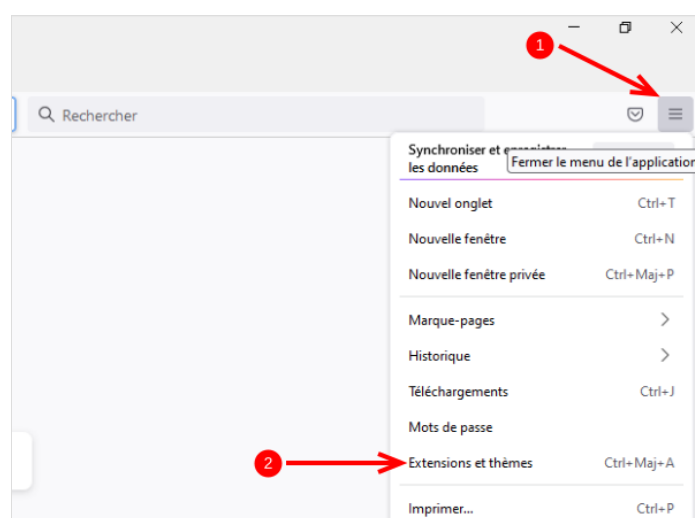 1
Rechercher
Synchroniser et enregistrer
les données
Fermer le menu de l'application
Nouvel onglet Ctrl+T
Nouvelle fenêtre Ctrl+N
Nouvelle fenêtre privée Ctrl+Maj+P
Marque-pages
Historique
Téléchargements Ctrl+J
Mots de passe
2
Extensions et thèmes Ctrl+Maj+A
Imprimer... Ctrl+P